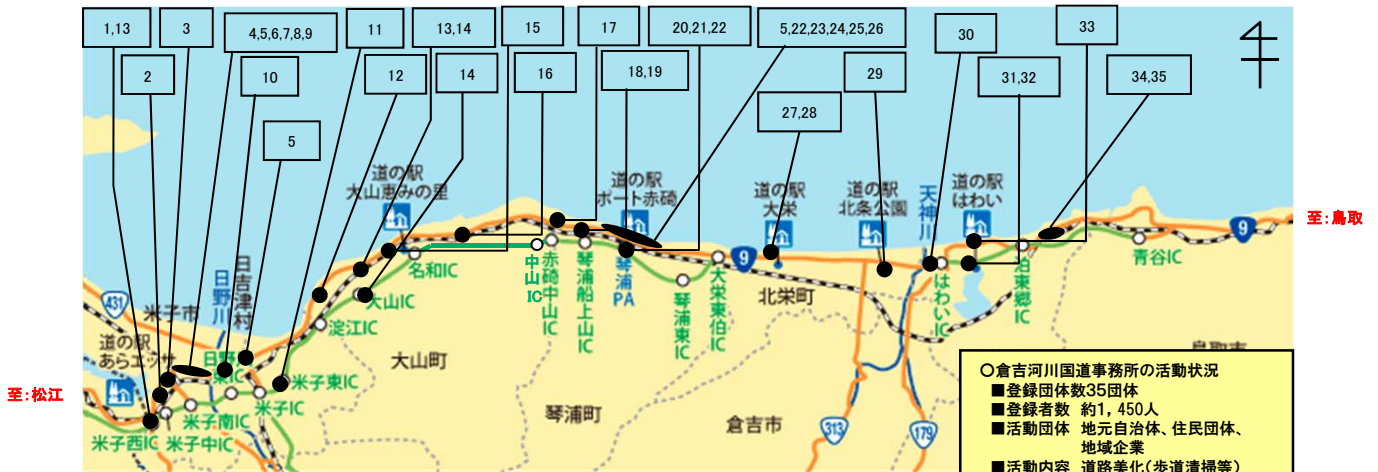 1,13
3
4,5,6,7,8,9
11
13,14
15
17
20,21,22
5,22,23,24,25,26
30
33
2
10
12
14
16
18,19
29
31,32
34,35
5
27,28
道の駅
大山恵みの里
道の駅
ポート赤碕
道の駅
大栄
道の駅
北条公園
天神川
道の駅
はわい
至:鳥取
9
名和IC
中山IC
赤碕中山IC
琴浦船上山IC
琴浦PA
琴浦東IC
大栄東伯IC
9
北栄町
はわいIC
泊東郷IC
青谷IC
431
米子市
日野川
日吉津村
大山IC
淀江IC
大山町
道の駅
あらエッサ
至:松江
米子東IC
米子IC
米子南IC
米子西IC
米子中IC
琴浦町
倉吉市
313
179
○倉吉河川国道事務所の活動状況
■登録団体数35団体
■登録者数 約1,450人
■活動団体 地元自治体、住民団体、
地域企業
■活動内容 道路美化(歩道清掃等)